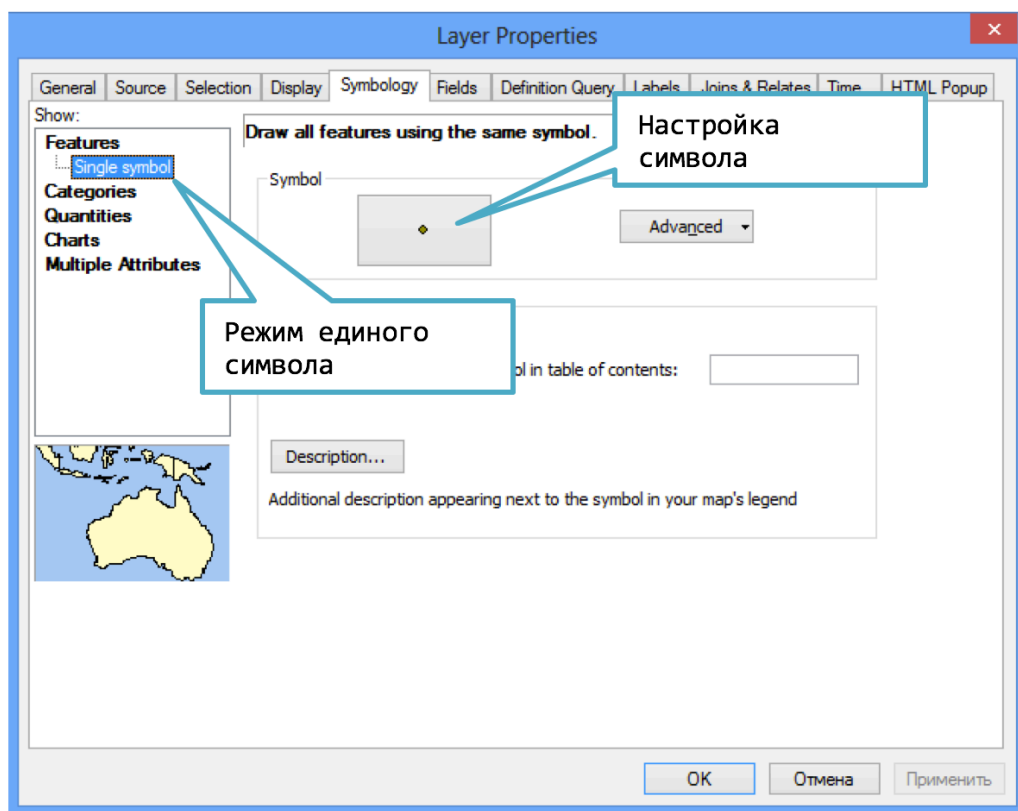 Layer Properties
General Source Selection Display Symbology Fields Definition Query Labels Joins & Relates Time HTML Popup
Show:
Features
Single symbol
Categories
Quantities
Charts
Multiple Attributes
Draw all features using the same symbol.
Настройка
символа
Symbol
Advanced
Режим единого
символа
in table of contents:
Description...
Additional description appearing next to the symbol in your map's legend
OK Отмена Применить